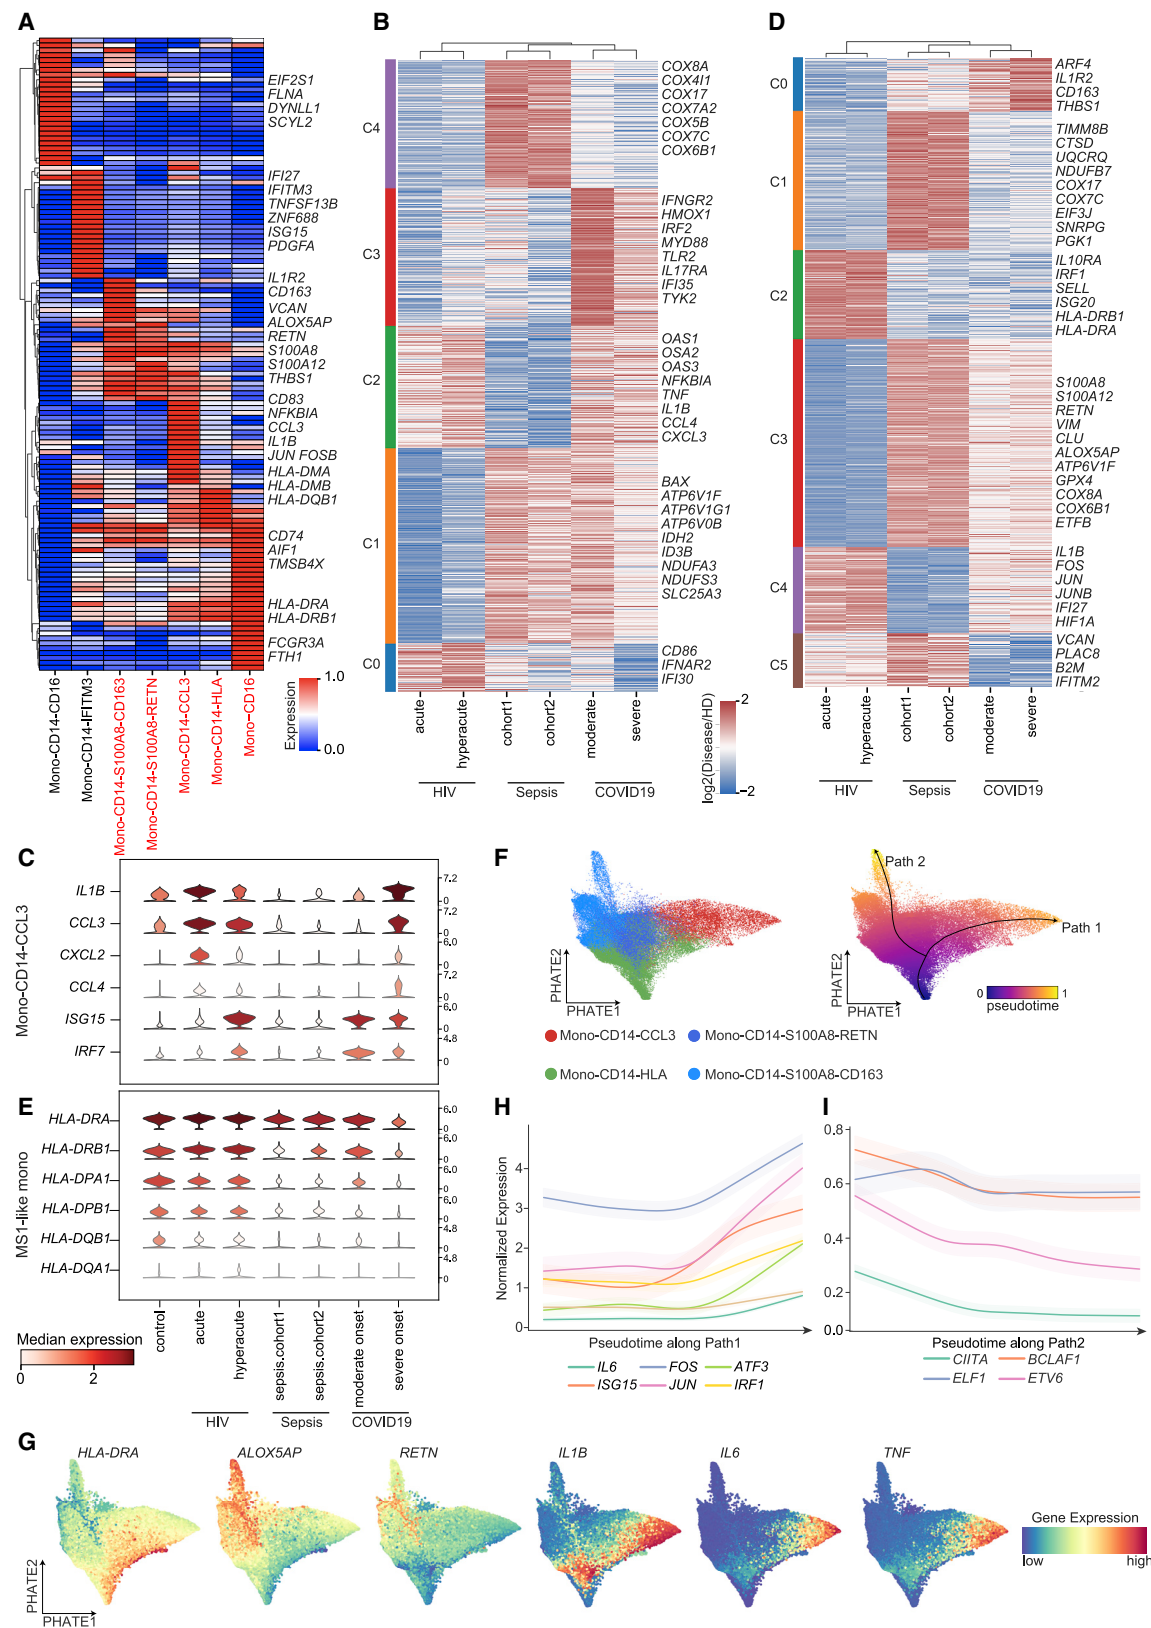 A
EIF2S1
FLNA
DYNLL1
SCYL2
IFI27
IFITM3
TNFSF13B
ZNF688
ISG15
PDGFA
IL1R2
CD163
VCAN
ALOX5AP
RETN
S100A8
S100A12
THBS1
CD83
NFKBIA
CCL3
IL1B
JUN FOSB
HLA-DMA
HLA-DMB
HLA-DQB1
CD74
AIF1
TMSB4X
HLA-DRA
HLA-DRB1
FCGR3A
FTH1
Mono-CD14-CD16
Mono-CD14-IFITM3
Mono-CD14-S100A8-CD163
Mono-CD14-S100A8-RETN
Mono-CD14-CCL3
Mono-CD14-HLA
Mono-CD16
Expression
1.0
0.0
B
C4
C3
C2
C1
C0
COX8A
COX4I1
COX17
COX7A2
COX5B
COX7C
COX6B1
IFNGR2
HMOX1
IRF2
MYD88
TLR2
IL17RA
IFI35
TYK2
OAS1
OSA2
OAS3
NFKBIA
TNF
IL1B
CCL4
CXCL3
BAX
ATP6V1F
ATP6V1G1
ATP6V0B
IDH2
ID3B
NDUFA3
NDUFS3
SLC25A3
CD86
IFNAR2
IFI30
acute
hyperacute
cohort1
cohort2
moderate
severe
HIV
Sepsis
COVID19
log2(Disease/HD)
2
−2
D
C0
C1
C2
C3
C4
C5
ARF4
IL1R2
CD163
THBS1
TIMM8B
CTSD
UQCRQ
NDUFB7
COX17
COX7C
EIF3J
SNRPG
PGK1
IL10RA
IRF1
SELL
ISG20
HLA-DRB1
HLA-DRA
S100A8
S100A12
RETN
VIM
CLU
ALOX5AP
ATP6V1F
GPX4
COX8A
COX6B1
ETFB
IL1B
FOS
JUN
JUNB
IFI27
HIF1A
VCAN
PLAC8
B2M
IFITM2
acute
hyperacute
cohort1
cohort2
moderate
severe
HIV
Sepsis
COVID19
C
Mono-CD14-CCL3
IL1B
CCL3
CXCL2
CCL4
ISG15
IRF7
7.2
0
7.2
0
6.0
0
7.2
0
6.0
0
4.8
0
E
MS1-like mono
HLA-DRA
HLA-DRB1
HLA-DPA1
HLA-DPB1
HLA-DQB1
HLA-DQA1
6.0
0
6.0
0
6.0
0
6.0
0
4.8
0
4.8
0
control
acute
hyperacute
sepsis.cohort1
sepsis.cohort2
moderate onset
severe onset
HIV
Sepsis
COVID19
Median expression
0
2
F
PHATE2
PHATE1
Path 2
Path 1
PHATE2
PHATE1
0
1
pseudotime
Mono-CD14-CCL3
Mono-CD14-S100A8-RETN
Mono-CD14-HLA
Mono-CD14-S100A8-CD163
H
Normalized Expression
4
3
2
1
0
Pseudotime along Path1
IL6
FOS
ATF3
ISG15
JUN
IRF1
I
0.8
0.6
0.4
0.2
0.0
Pseudotime along Path2
CIITA
BCLAF1
ELF1
ETV6
G
HLA-DRA
ALOX5AP
RETN
IL1B
IL6
TNF
PHATE2
PHATE1
Gene Expression
low
high